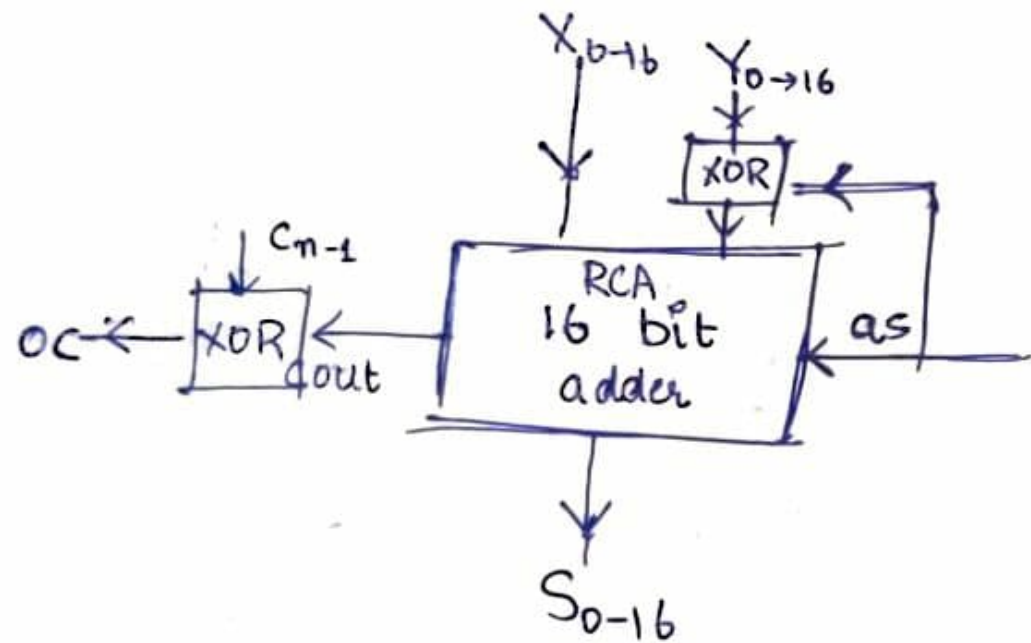 X0-16
Y0→16
XOR
Cn-1
RCA
16 bit
adder
as
XOR
OC
Cout
S0-16